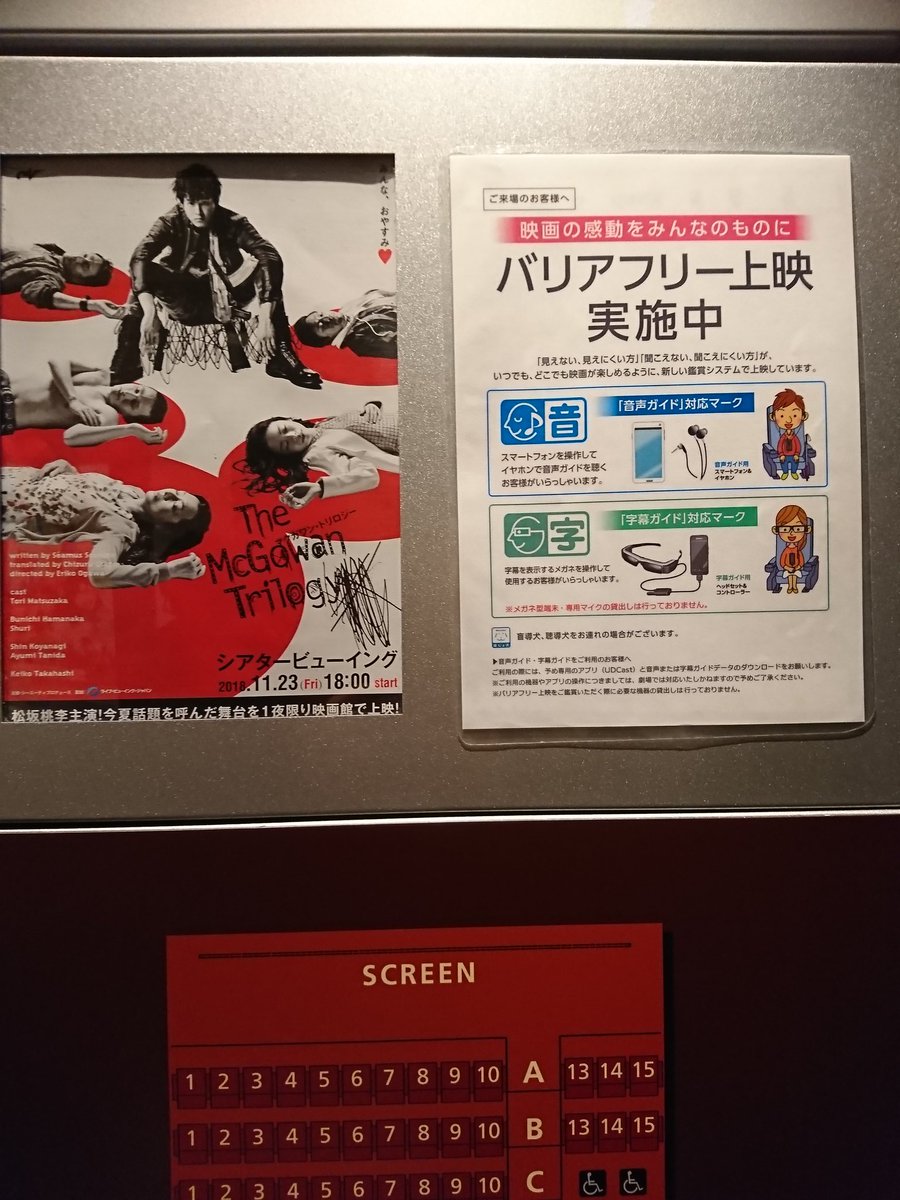 みんな、おやすみ♥
The
McGowan
マクガワン・トリロジー
Trilogy
written by Seamus
translated by Chizuru
directed by Eriko Ogawa
cast
Tori Matsuzaka
Bunichi Hamanaka
Shuri
Shin Koyanagi
Ayumi Tanida
Keiko Takahashi
シアタービューイング
2018.11.23(Fri)18:00 start
松坂桃李主演!今夏話題を呼んだ舞台を1夜限り映画館で上映!
ご来場のお客様へ
映画の感動をみんなのものに
バリアフリー上映
実施中
「見えない、見えにくい方」「聞こえない、聞こえにくい方」が、
いつでも、どこでも映画が楽しめるように、新しい鑑賞システムで上映しています。
音
「音声ガイド」対応マーク
スマートフォンを操作して
イヤホンで音声ガイドを聴く
お客様がいらっしゃいます。
音声ガイド用
スマートフォン&
イヤホン
字
「字幕ガイド」対応マーク
字幕を表示するメガネを操作して
使用するお客様がいらっしゃいます。
字幕ガイド用
ヘッドセット&
コントローラー
※メガネ型端末・専用マイクの貸出しは行っておりません。
盲導犬、聴導犬をお連れの場合がございます。
▶音声ガイド・字幕ガイドをご利用のお客様へ
ご利用の際には、予め専用のアプリ(UDCast)と音声または字幕ガイドデータのダウンロードをお願いします。
※ご利用の機器やアプリの操作につきましては、劇場では対応いたしかねますので予めご了承ください。
※バリアフリー上映をご鑑賞いただく際に必要な機器の貸出しは行っておりません。
SCREEN
1 2 3 4 5 6 7 8 9 10 A 13 14 15
1 2 3 4 5 6 7 8 9 10 B 13 14 15
1 2 3 4 5 6 7 8 9 10 C